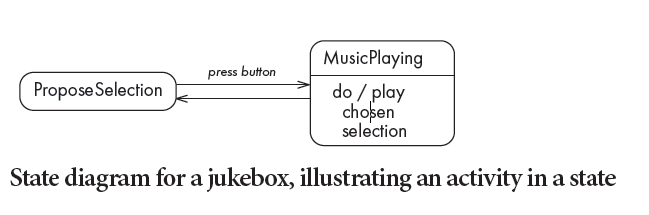 MusicPlaying
press button
ProposeSelection
do / play
chosen
selection
State diagram for a jukebox, illustrating an activity in a state